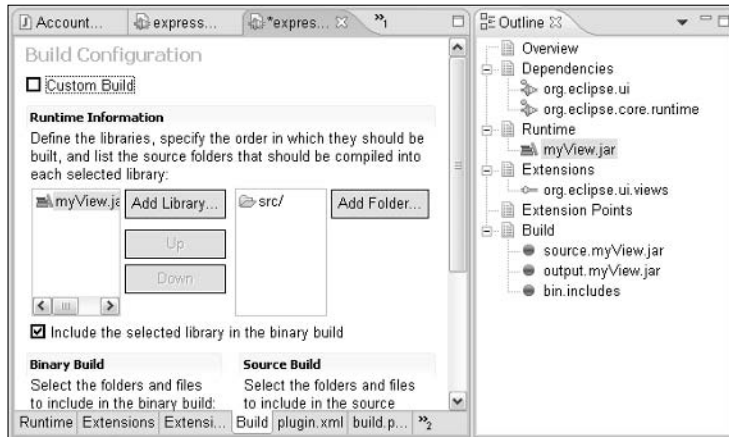 Account...
express...
*expres...
»1
Build Configuration
Custom Build
Runtime Information
Define the libraries, specify the order in which they should be
built, and list the source folders that should be compiled into
each selected library:
myView.ja
Add Library...
src/
Add Folder...
Up
Down
Include the selected library in the binary build
Binary Build
Source Build
Select the folders and files
to include in the binary build:
Select the folders and files
to include in the source
Runtime
Extensions
Extensi...
Build
plugin.xml
build.p...
»2
Outline
Overview
Dependencies
org.eclipse.ui
org.eclipse.core.runtime
Runtime
myView.jar
Extensions
org.eclipse.ui.views
Extension Points
Build
source.myView.jar
output.myView.jar
bin.includes